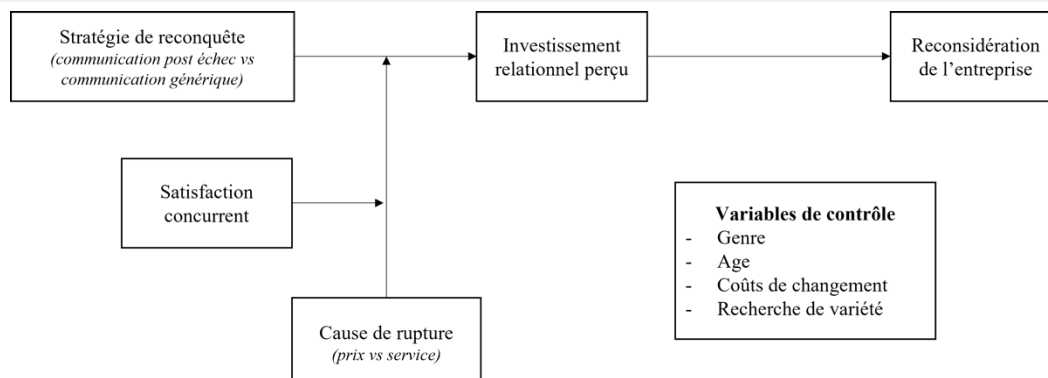 Stratégie de reconquête
(communication post échec vs
communication générique)
Investissement
relationnel perçu
Reconsidération
de l'entreprise
Satisfaction
concurrent
Variables de contrôle
- Genre
- Age
- Coûts de changement
- Recherche de variété
Cause de rupture
(prix vs service)